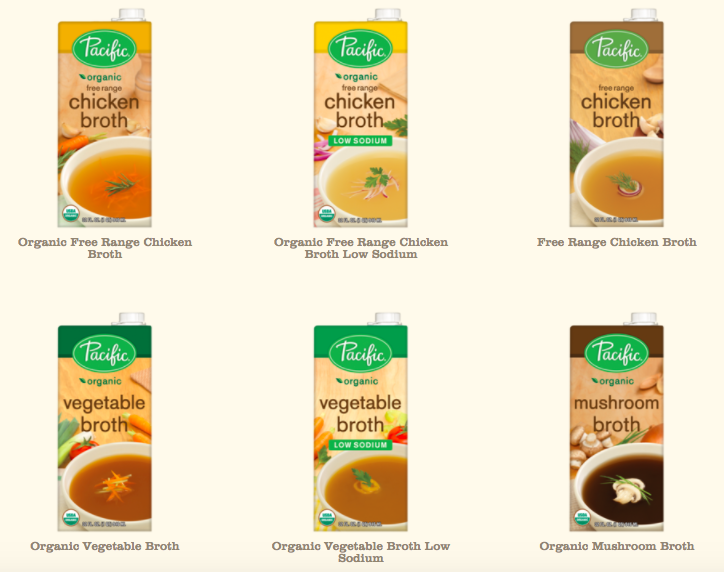 Pacific
organic
free range
chicken
broth
Organic Free Range Chicken
Broth
Pacific
organic
free range
chicken
broth
LOW SODIUM
Organic Free Range Chicken
Broth Low Sodium
Pacific
free range
chicken
broth
Free Range Chicken Broth
Pacific
organic
vegetable
broth
USDA
Organic Vegetable Broth
Pacific
organic
vegetable
broth
LOW SODIUM
USDA
Organic Vegetable Broth Low
Sodium
Pacific
organic
mushroom
broth
USDA
Organic Mushroom Broth